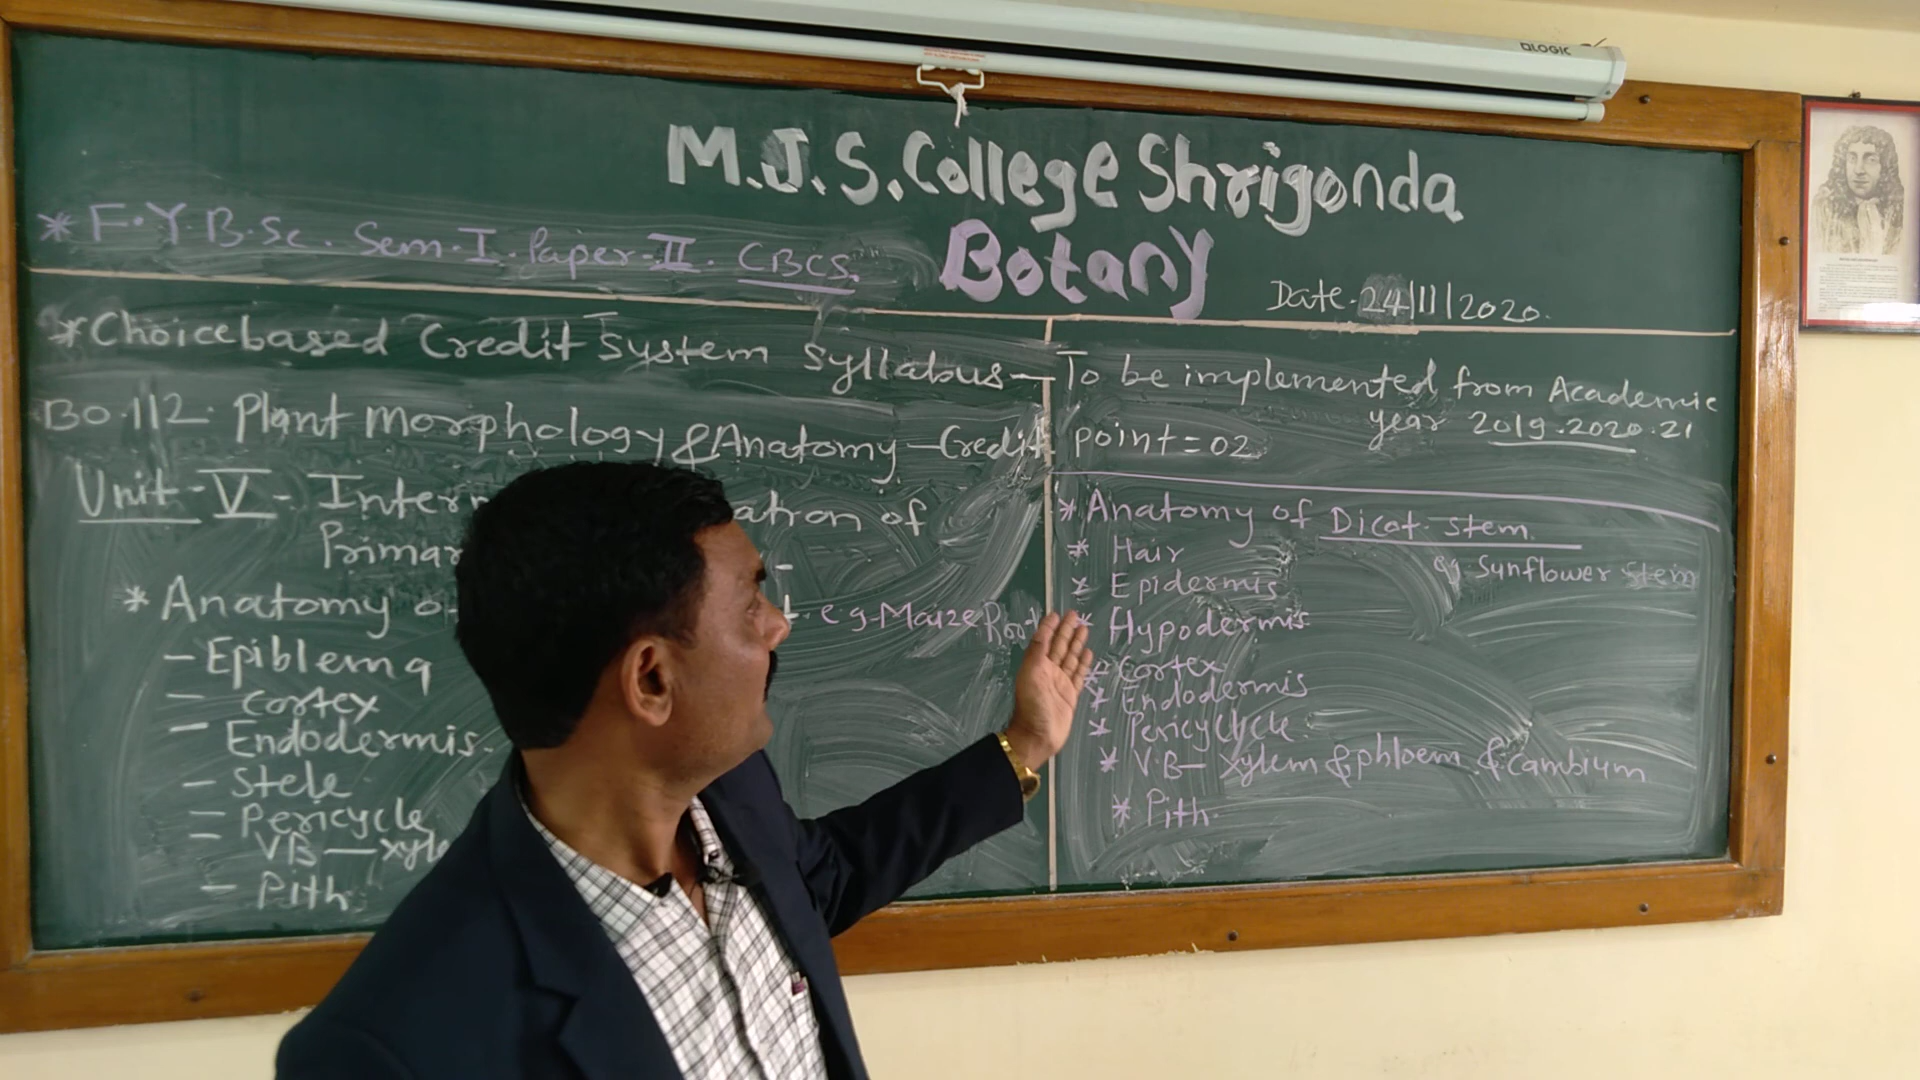 QLOGIC
M.J.S. College Shrigonda
* F.Y.B.Sc. Sem-I. Paper-II. CBCS.
Botany
Date. 24/11/2020.
*Choicebased Credit System Syllabus — To be implemented from Academic
year 2019.2020.21
BO.112. Plant Morphology & Anatomy — Credit point = 02
Unit-V - Inter ation of
Primar
* Anatomy o t. e.g. Maize Root
- Epiblema
- Cortex
- Endodermis.
- Stele
- Pericycle
- VB — xyle
- Pith
* Anatomy of Dicot. Stem.
eg. Sunflower Stem
* Hair
* Epidermis
* Hypodermis
* Cortex
* Endodermis
* Pericycycle.
* V.B — Xylem & phloem & Cambium
* Pith.